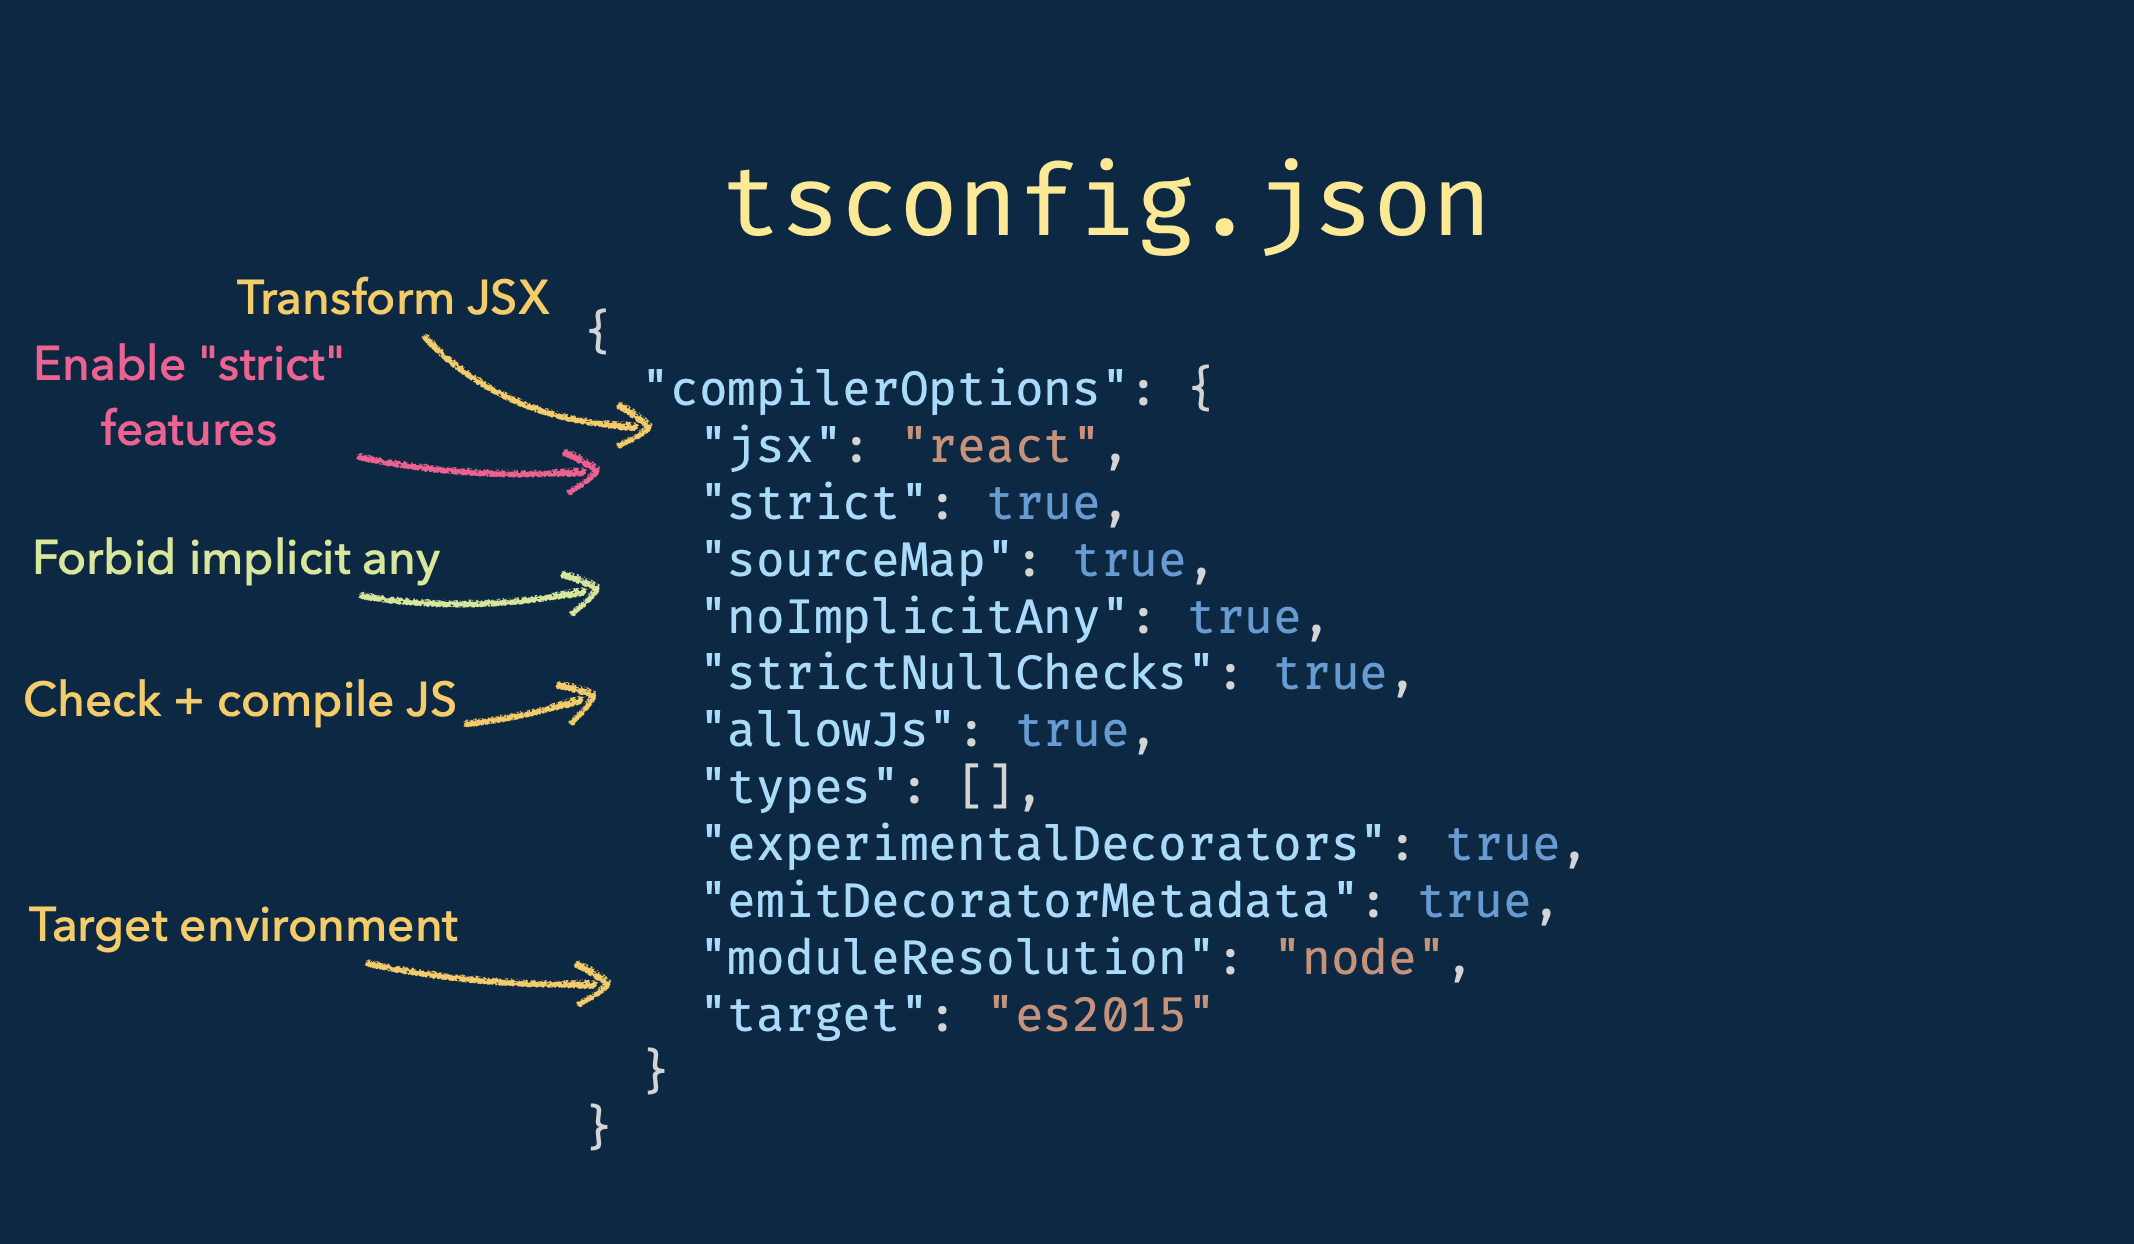 tsconfig.json
Transform JSX
Enable "strict"
features
Forbid implicit any
Check + compile JS
Target environment
{
"compilerOptions": {
"jsx": "react",
"strict": true,
"sourceMap": true,
"noImplicitAny": true,
"strictNullChecks": true,
"allowJs": true,
"types": [],
"experimentalDecorators": true,
"emitDecoratorMetadata": true,
"moduleResolution": "node",
"target": "es2015"
}
}